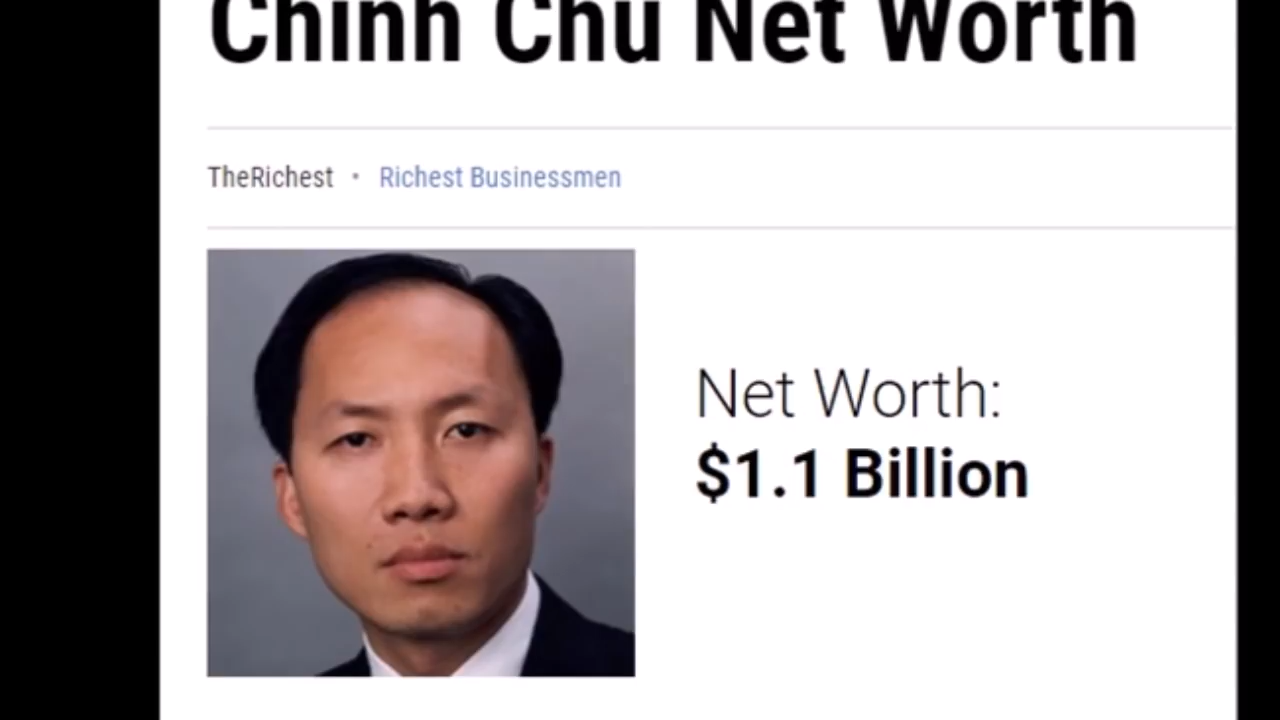 Chinh Chu Net Worth
TheRichest • Richest Businessmen
Net Worth:
$1.1 Billion